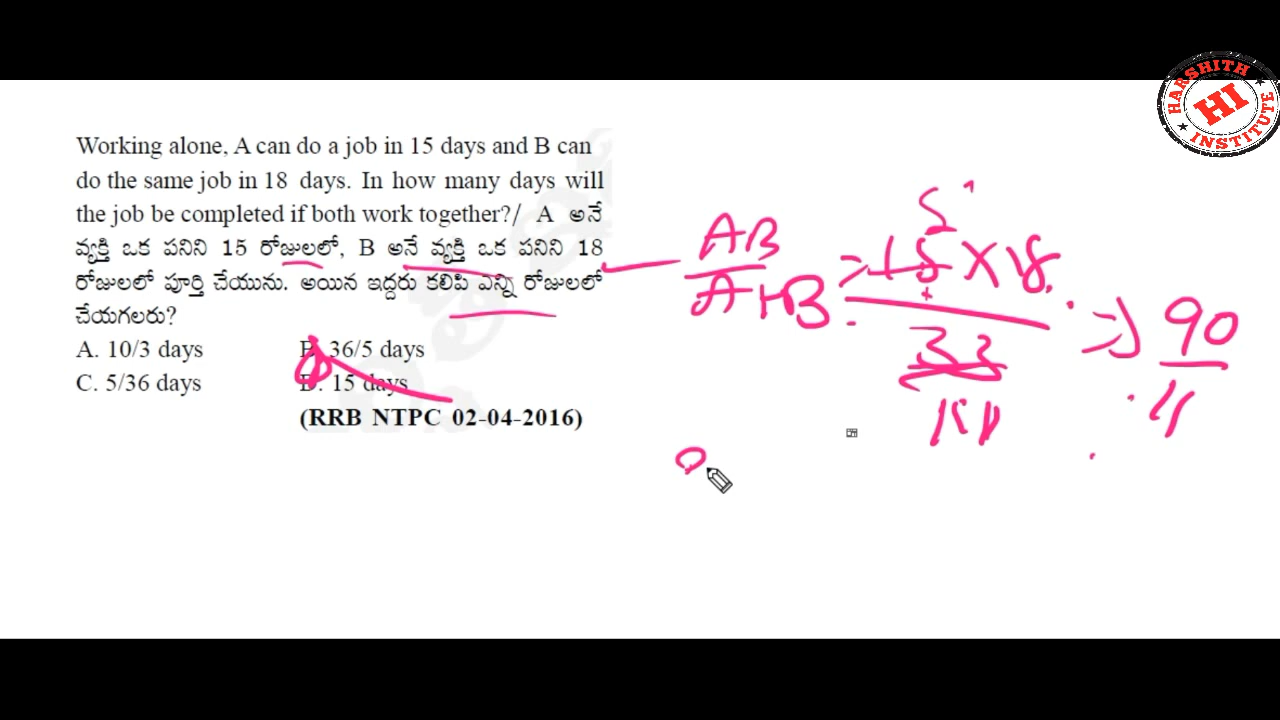 HARSHITH
HI
INSTITUTE
Working alone, A can do a job in 15 days and B can
do the same job in 18 days. In how many days will
the job be completed if both work together?/ A అనే
వ్యక్తి ఒక పనిని 15 రోజులలో, B అనే వ్యక్తి ఒక పనిని 18
రోజులలో పూర్తి చేయును. అయిన ఇద్దరు కలిపి ఎన్ని రోజులలో
చేయగలరు?
A. 10/3 days B. 36/5 days
C. 5/36 days D. 15 days
(RRB NTPC 02-04-2016)
5
AB = 15 X 18 => 90
A+B 33 11
11